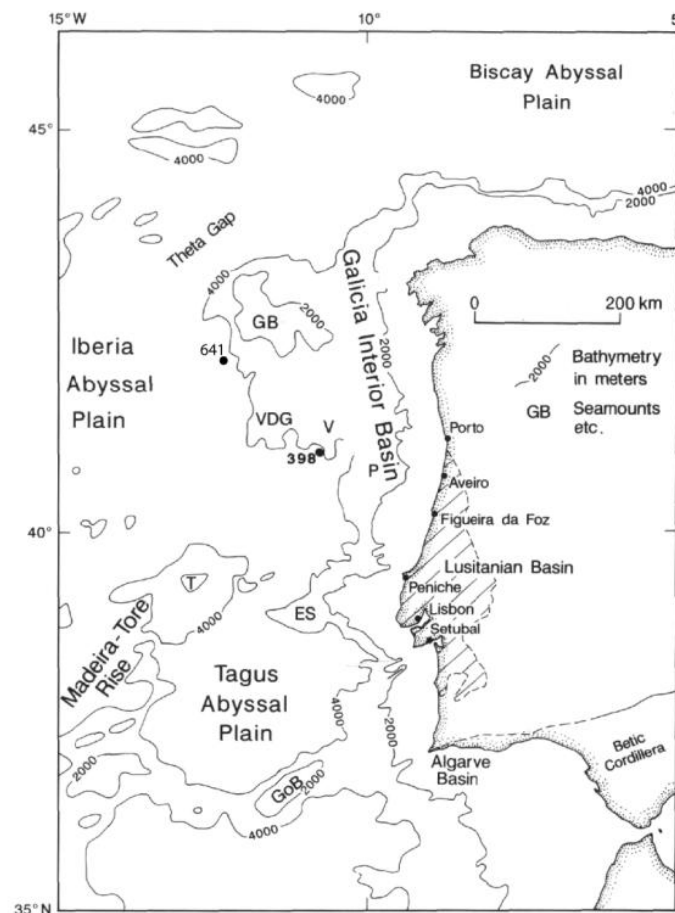 15°W
10°
5
Biscay Abyssal
Plain
4000
45°
4000
4000
2000
Theta Gap
4000
Galicia Interior Basin
0
200 km
2000
GB
2000
Iberia
Abyssal
Plain
641
2000
Bathymetry
in meters
GB
Seamounts
etc.
VDG
V
Porto
398
P
Aveiro
40°
Figueira da Foz
Lusitanian Basin
T
Peniche
ES
Lisbon
4000
Setubal
Madeira-Tore
Rise
Tagus
Abyssal
Plain
4000
2000
Betic
Cordillera
Algarve
Basin
2000
GoB
2000
4000
35°N